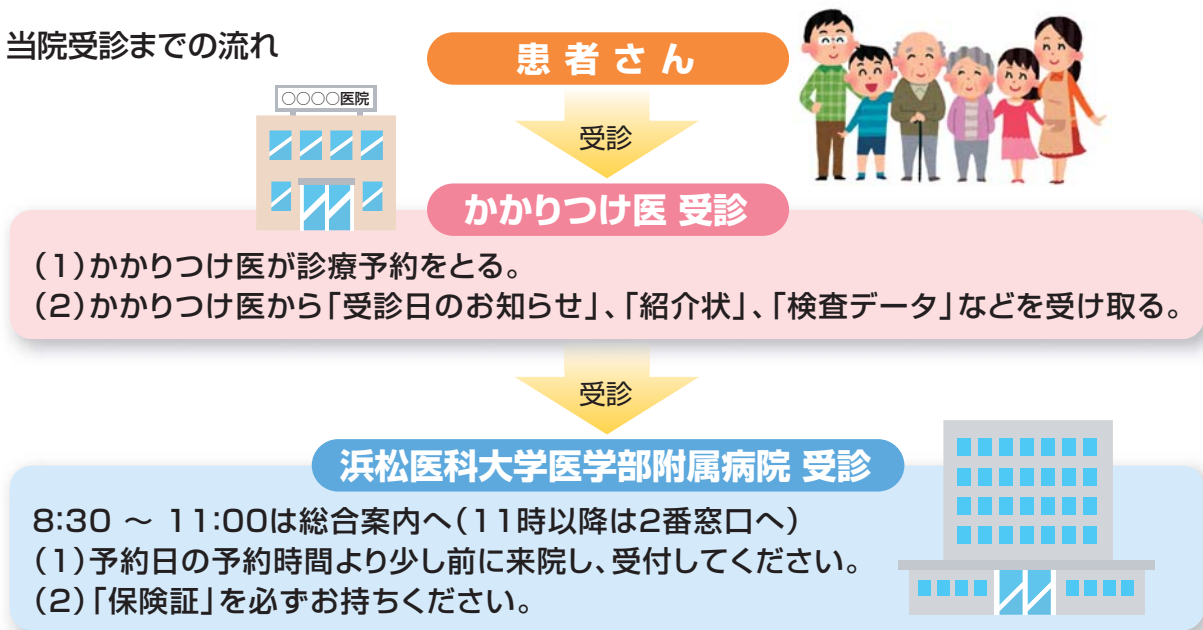 当院受診までの流れ
患者さん
○○○○医院
受診
かかりつけ医 受診
(1)かかりつけ医が診療予約をとる。
(2)かかりつけ医から「受診日のお知らせ」、「紹介状」、「検査データ」などを受け取る。
受診
浜松医科大学医学部附属病院 受診
8:30 ～ 11:00は総合案内へ(11時以降は2番窓口へ)
(1)予約日の予約時間より少し前に来院し、受付してください。
(2)「保険証」を必ずお持ちください。